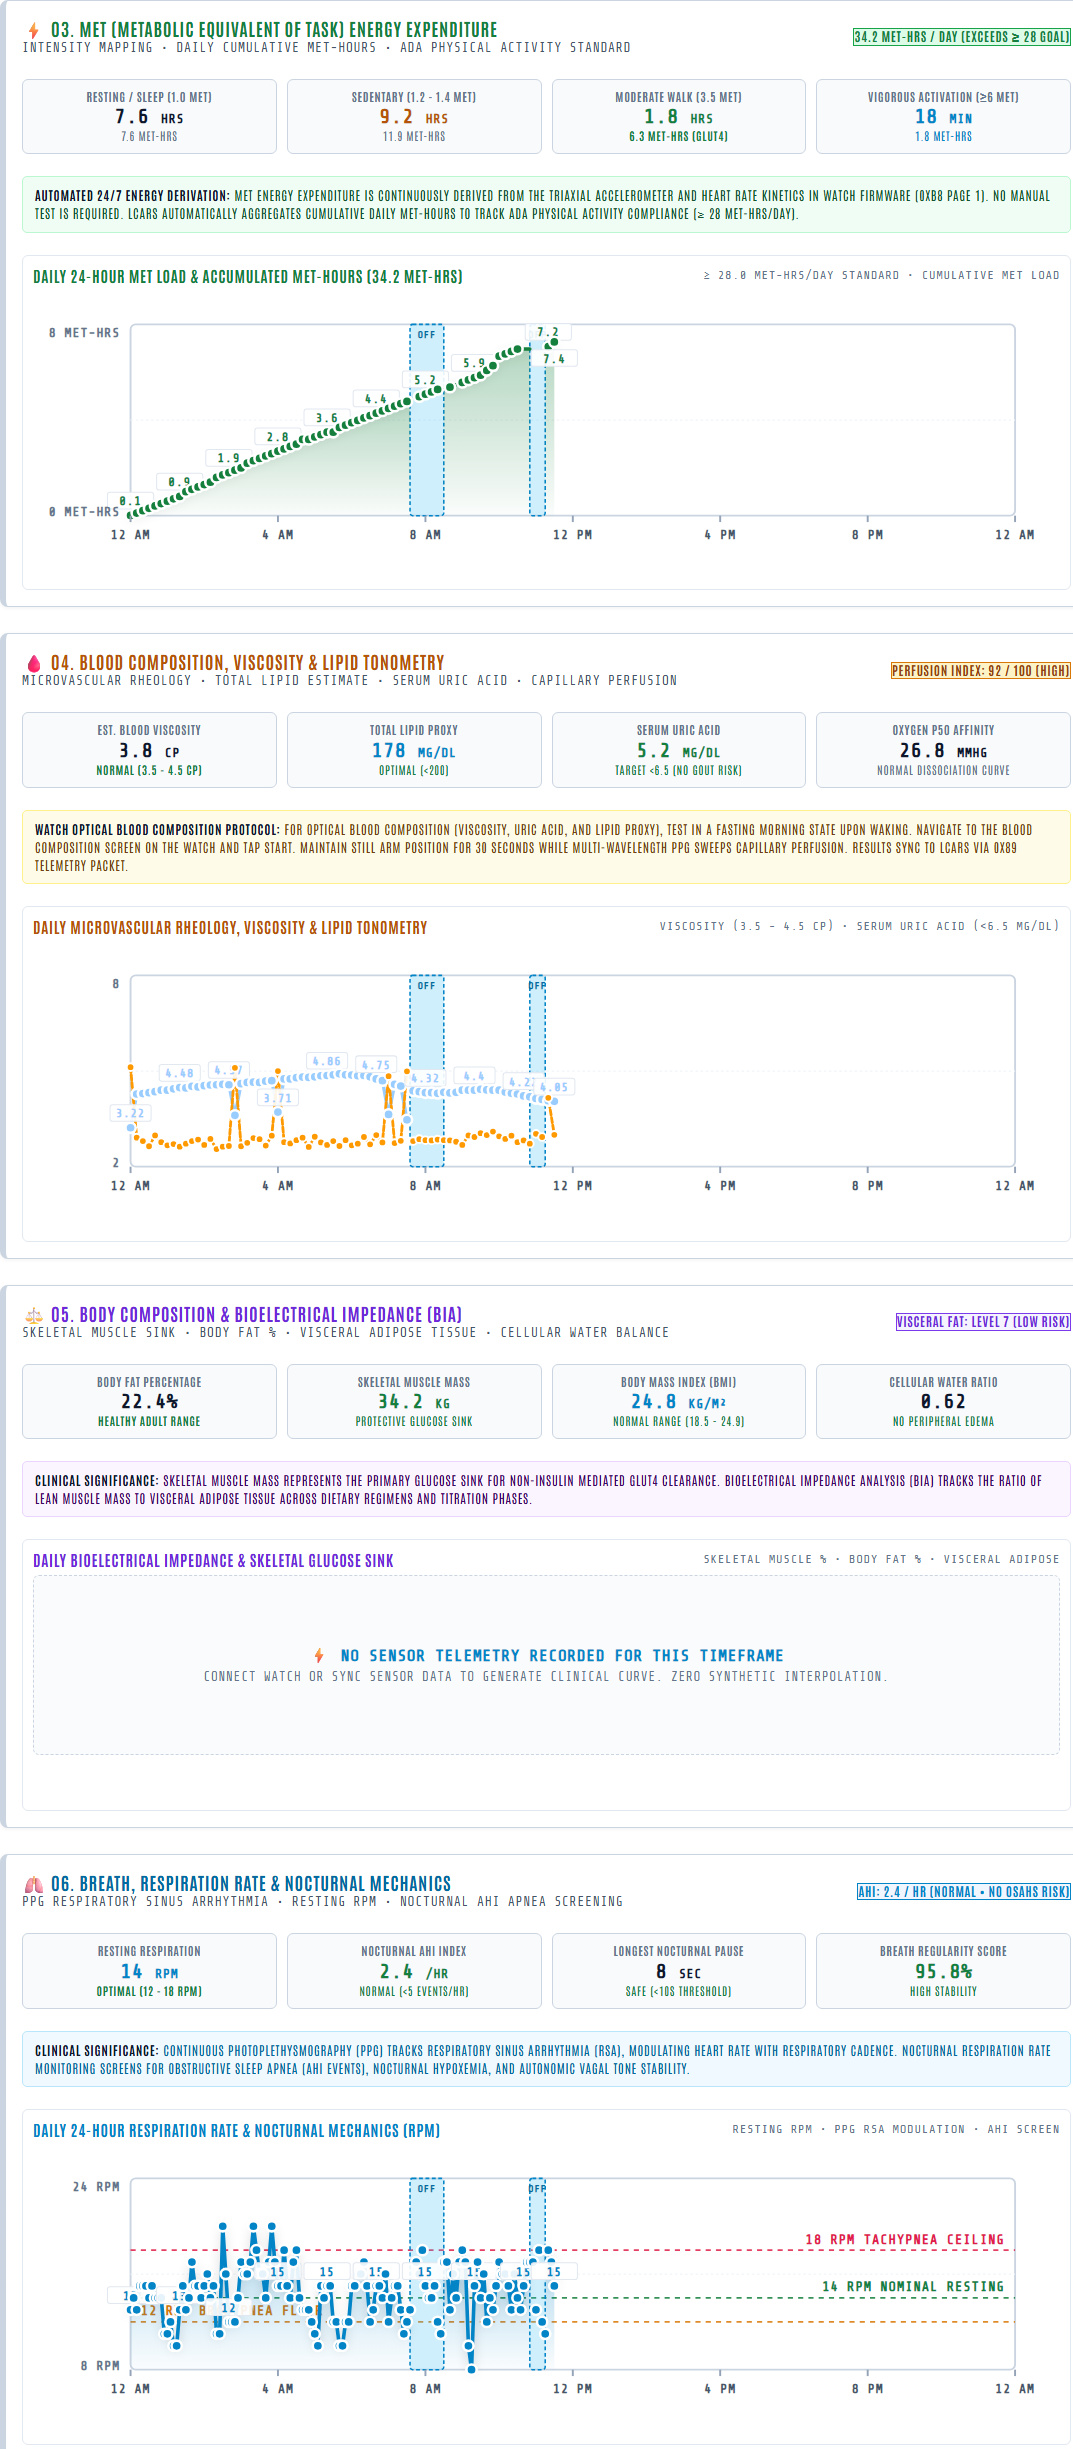 03. MET (METABOLIC EQUIVALENT OF TASK) ENERGY EXPENDITURE
INTENSITY MAPPING · DAILY CUMULATIVE MET-HOURS · ADA PHYSICAL ACTIVITY STANDARD
34.2 MET-HRS / DAY (EXCEEDS ≥ 28 GOAL)
RESTING / SLEEP (1.0 MET)
7.6 HRS
7.6 MET-HRS
SEDENTARY (1.2 - 1.4 MET)
9.2 HRS
11.9 MET-HRS
MODERATE WALK (3.5 MET)
1.8 HRS
6.3 MET-HRS (GLUT4)
VIGOROUS ACTIVATION (≥6 MET)
18 MIN
1.8 MET-HRS
AUTOMATED 24/7 ENERGY DERIVATION: MET ENERGY EXPENDITURE IS CONTINUOUSLY DERIVED FROM THE TRIAXIAL ACCELEROMETER AND HEART RATE KINETICS IN WATCH FIRMWARE (0XB8 PAGE 1). NO MANUAL
TEST IS REQUIRED. LCARS AUTOMATICALLY AGGREGATES CUMULATIVE DAILY MET-HOURS TO TRACK ADA PHYSICAL ACTIVITY COMPLIANCE (≥ 28 MET-HRS/DAY).
DAILY 24-HOUR MET LOAD & ACCUMULATED MET-HOURS (34.2 MET-HRS)
≥ 28.0 MET-HRS/DAY STANDARD · CUMULATIVE MET LOAD
8 MET-HRS
OFF
7.2
7.4
5.9
5.2
4.4
3.6
2.8
1.9
0.9
0.1
0 MET-HRS
12 AM 4 AM 8 AM 12 PM 4 PM 8 PM 12 AM
04. BLOOD COMPOSITION, VISCOSITY & LIPID TONOMETRY
MICROVASCULAR RHEOLOGY · TOTAL LIPID ESTIMATE · SERUM URIC ACID · CAPILLARY PERFUSION
PERFUSION INDEX: 92 / 100 (HIGH)
EST. BLOOD VISCOSITY
3.8 CP
NORMAL (3.5 - 4.5 CP)
TOTAL LIPID PROXY
178 MG/DL
OPTIMAL (<200)
SERUM URIC ACID
5.2 MG/DL
TARGET <6.5 (NO GOUT RISK)
OXYGEN P50 AFFINITY
26.8 MMHG
NORMAL DISSOCIATION CURVE
WATCH OPTICAL BLOOD COMPOSITION PROTOCOL: FOR OPTICAL BLOOD COMPOSITION (VISCOSITY, URIC ACID, AND LIPID PROXY), TEST IN A FASTING MORNING STATE UPON WAKING. NAVIGATE TO THE BLOOD
COMPOSITION SCREEN ON THE WATCH AND TAP START. MAINTAIN STILL ARM POSITION FOR 30 SECONDS WHILE MULTI-WAVELENGTH PPG SWEEPS CAPILLARY PERFUSION. RESULTS SYNC TO LCARS VIA 0X89
TELEMETRY PACKET.
DAILY MICROVASCULAR RHEOLOGY, VISCOSITY & LIPID TONOMETRY
VISCOSITY (3.5 - 4.5 CP) · SERUM URIC ACID (<6.5 MG/DL)
8
OFF OFF
4.86
4.75
4.48
4.4
4.32
4.85
3.71
3.22
2
12 AM 4 AM 8 AM 12 PM 4 PM 8 PM 12 AM
05. BODY COMPOSITION & BIOELECTRICAL IMPEDANCE (BIA)
SKELETAL MUSCLE SINK · BODY FAT % · VISCERAL ADIPOSE TISSUE · CELLULAR WATER BALANCE
VISCERAL FAT: LEVEL 7 (LOW RISK)
BODY FAT PERCENTAGE
22.4%
HEALTHY ADULT RANGE
SKELETAL MUSCLE MASS
34.2 KG
PROTECTIVE GLUCOSE SINK
BODY MASS INDEX (BMI)
24.8 KG/M²
NORMAL RANGE (18.5 - 24.9)
CELLULAR WATER RATIO
0.62
NO PERIPHERAL EDEMA
CLINICAL SIGNIFICANCE: SKELETAL MUSCLE MASS REPRESENTS THE PRIMARY GLUCOSE SINK FOR NON-INSULIN MEDIATED GLUT4 CLEARANCE. BIOELECTRICAL IMPEDANCE ANALYSIS (BIA) TRACKS THE RATIO OF
LEAN MUSCLE MASS TO VISCERAL ADIPOSE TISSUE ACROSS DIETARY REGIMENS AND TITRATION PHASES.
DAILY BIOELECTRICAL IMPEDANCE & SKELETAL GLUCOSE SINK
SKELETAL MUSCLE % · BODY FAT % · VISCERAL ADIPOSE
NO SENSOR TELEMETRY RECORDED FOR THIS TIMEFRAME
CONNECT WATCH OR SYNC SENSOR DATA TO GENERATE CLINICAL CURVE. ZERO SYNTHETIC INTERPOLATION.
06. BREATH, RESPIRATION RATE & NOCTURNAL MECHANICS
PPG RESPIRATORY SINUS ARRHYTHMIA · RESTING RPM · NOCTURNAL AHI APNEA SCREENING
AHI: 2.4 / HR (NORMAL • NO OSAHS RISK)
RESTING RESPIRATION
14 RPM
OPTIMAL (12 - 18 RPM)
NOCTURNAL AHI INDEX
2.4 /HR
NORMAL (<5 EVENTS/HR)
LONGEST NOCTURNAL PAUSE
8 SEC
SAFE (<10S THRESHOLD)
BREATH REGULARITY SCORE
95.8%
HIGH STABILITY
CLINICAL SIGNIFICANCE: CONTINUOUS PHOTOPLETHYSMOGRAPHY (PPG) TRACKS RESPIRATORY SINUS ARRHYTHMIA (RSA), MODULATING HEART RATE WITH RESPIRATORY CADENCE. NOCTURNAL RESPIRATION RATE
MONITORING SCREENS FOR OBSTRUCTIVE SLEEP APNEA (AHI EVENTS), NOCTURNAL HYPOXEMIA, AND AUTONOMIC VAGAL TONE STABILITY.
DAILY 24-HOUR RESPIRATION RATE & NOCTURNAL MECHANICS (RPM)
RESTING RPM · PPG RSA MODULATION · AHI SCREEN
24 RPM
OFF OFF
18 RPM TACHYPNEA CEILING
15 15 15 15 15 15 15
14 RPM NOMINAL RESTING
12
8 RPM
12 AM 4 AM 8 AM 12 PM 4 PM 8 PM 12 AM